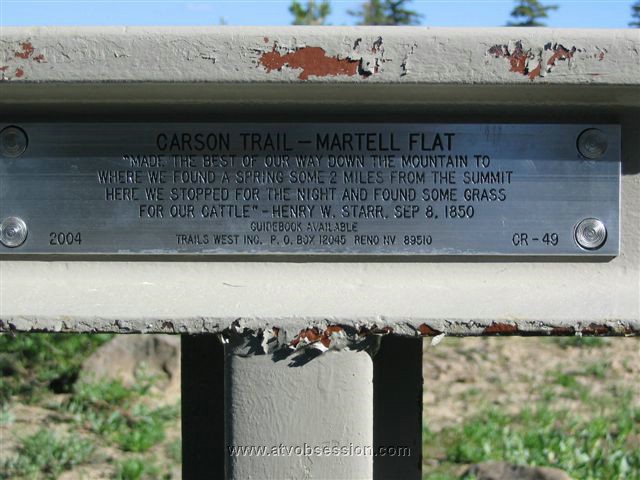 CARSON TRAIL - MARTELL FLAT
"MADE THE BEST OF OUR WAY DOWN THE MOUNTAIN TO
WHERE WE FOUND A SPRING SOME 2 MILES FROM THE SUMMIT
HERE WE STOPPED FOR THE NIGHT AND FOUND SOME GRASS
FOR OUR CATTLE" - HENRY W. STARR, SEP 8, 1850
GUIDEBOOK AVAILABLE
2004 TRAILS WEST INC. P. O. BOX 12045 RENO NV 89510 CR-49
www.atvobsession.com